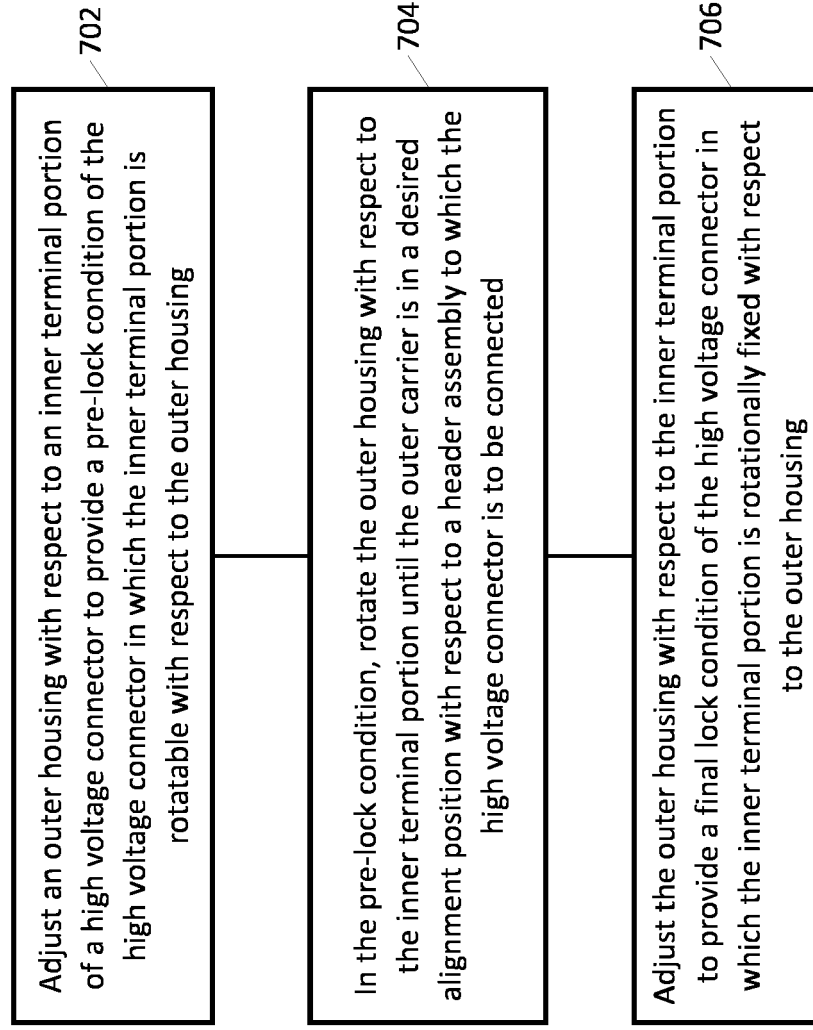 702
Adjust an outer housing with respect to an inner terminal portion
of a high voltage connector to provide a pre-lock condition of the
high voltage connector in which the inner terminal portion is
rotatable with respect to the outer housing
704
In the pre-lock condition, rotate the outer housing with respect to
the inner terminal portion until the outer carrier is in a desired
alignment position with respect to a header assembly to which the
high voltage connector is to be connected
706
Adjust the outer housing with respect to the inner terminal portion
to provide a final lock condition of the high voltage connector in
which the inner terminal portion is rotationally fixed with respect
to the outer housing